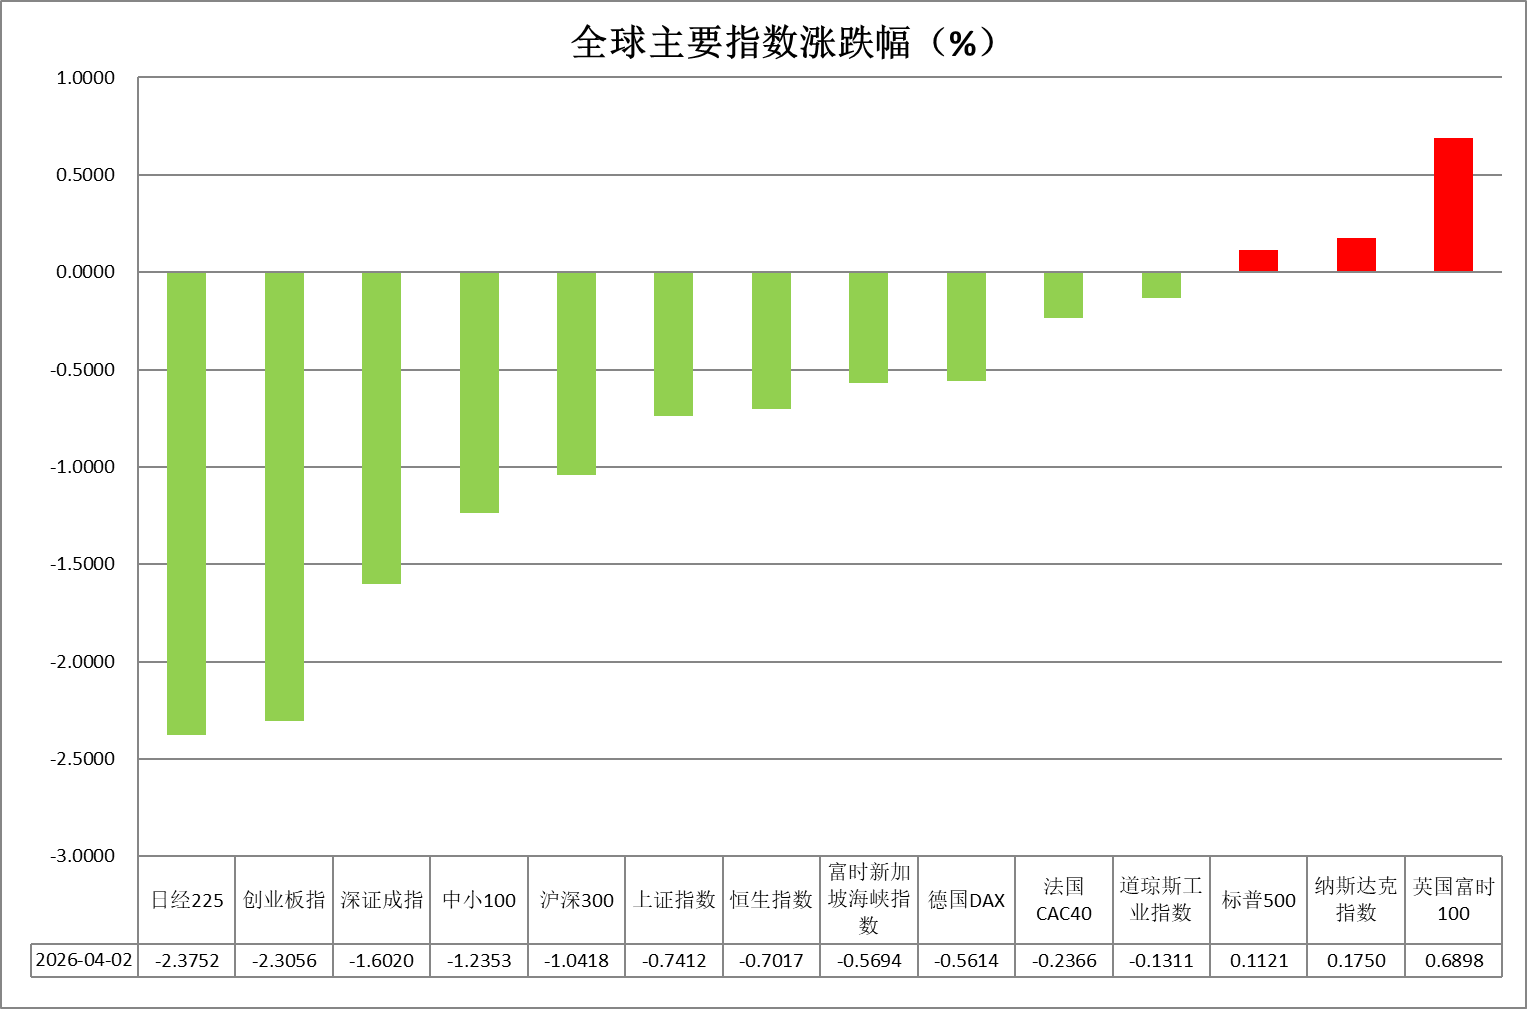 全球主要指数涨跌幅（%）
1.0000
0.5000
0.0000
-0.5000
-1.0000
-1.5000
-2.0000
-2.5000
-3.0000
日经225
创业板指
深证成指
中小100
沪深300
上证指数
恒生指数
富时新加
坡海峡指
数
德国DAX
法国
CAC40
道琼斯工
业指数
标普500
纳斯达克
指数
英国富时
100
2026-04-02 -2.3752 -2.3056 -1.6020 -1.2353 -1.0418 -0.7412 -0.7017 -0.5694 -0.5614 -0.2366 -0.1311 0.1121 0.1750 0.6898